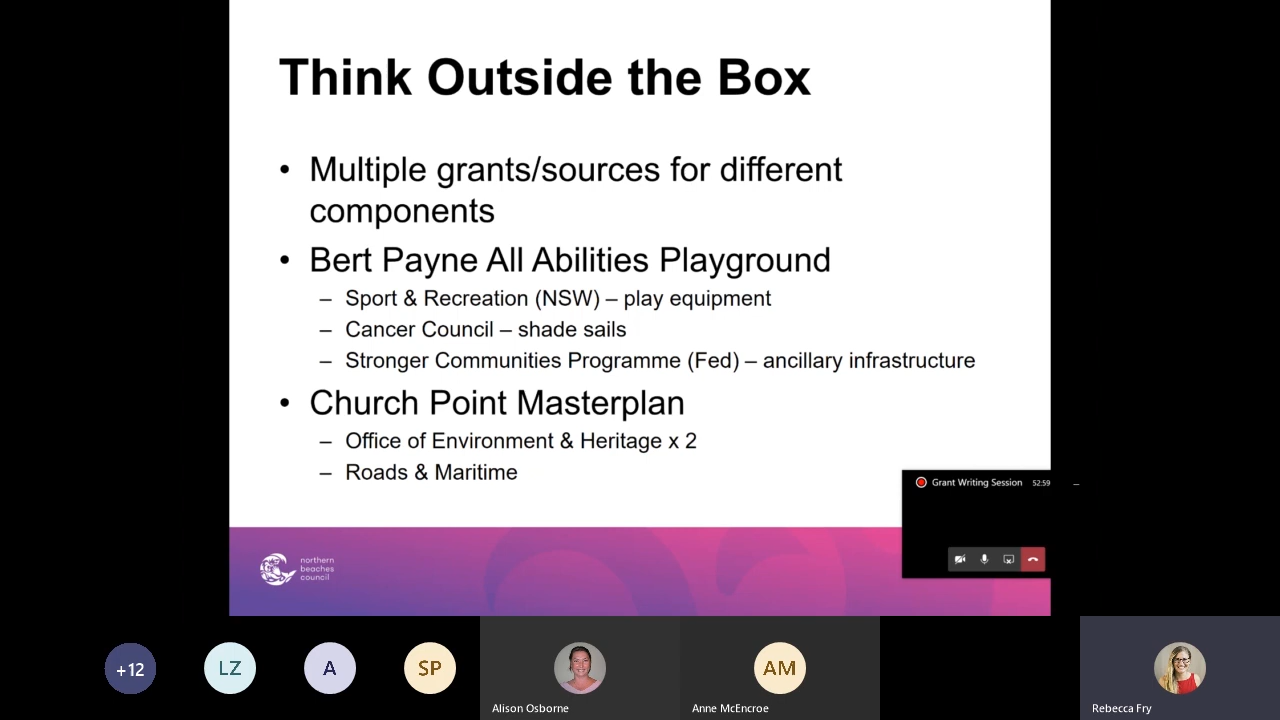 Think Outside the Box
• Multiple grants/sources for different
components
• Bert Payne All Abilities Playground
– Sport & Recreation (NSW) – play equipment
– Cancer Council – shade sails
– Stronger Communities Programme (Fed) – ancillary infrastructure
• Church Point Masterplan
– Office of Environment & Heritage x 2
– Roads & Maritime
Grant Writing Session 52:59
northern
beaches
council
+12
LZ
A
SP
AM
Alison Osborne
Anne McEncroe
Rebecca Fry